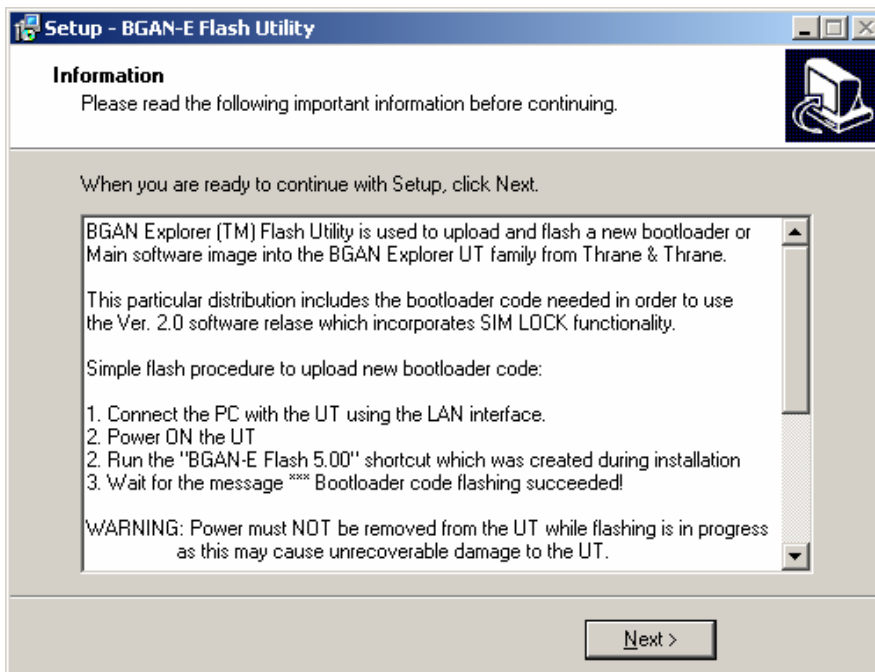 Setup - BGAN-E Flash Utility
Information
Please read the following important information before continuing.
When you are ready to continue with Setup, click Next.
BGAN Explorer (TM) Flash Utility is used to upload and flash a new bootloader or
Main software image into the BGAN Explorer UT family from Thrane & Thrane.
This particular distribution includes the bootloader code needed in order to use
the Ver. 2.0 software relase which incorporates SIM LOCK functionality.
Simple flash procedure to upload new bootloader code:
1. Connect the PC with the UT using the LAN interface.
2. Power ON the UT
2. Run the "BGAN-E Flash 5.00" shortcut which was created during installation
3. Wait for the message *** Bootloader code flashing succeeded!
WARNING: Power must NOT be removed from the UT while flashing is in progress
as this may cause unrecoverable damage to the UT.
Next >